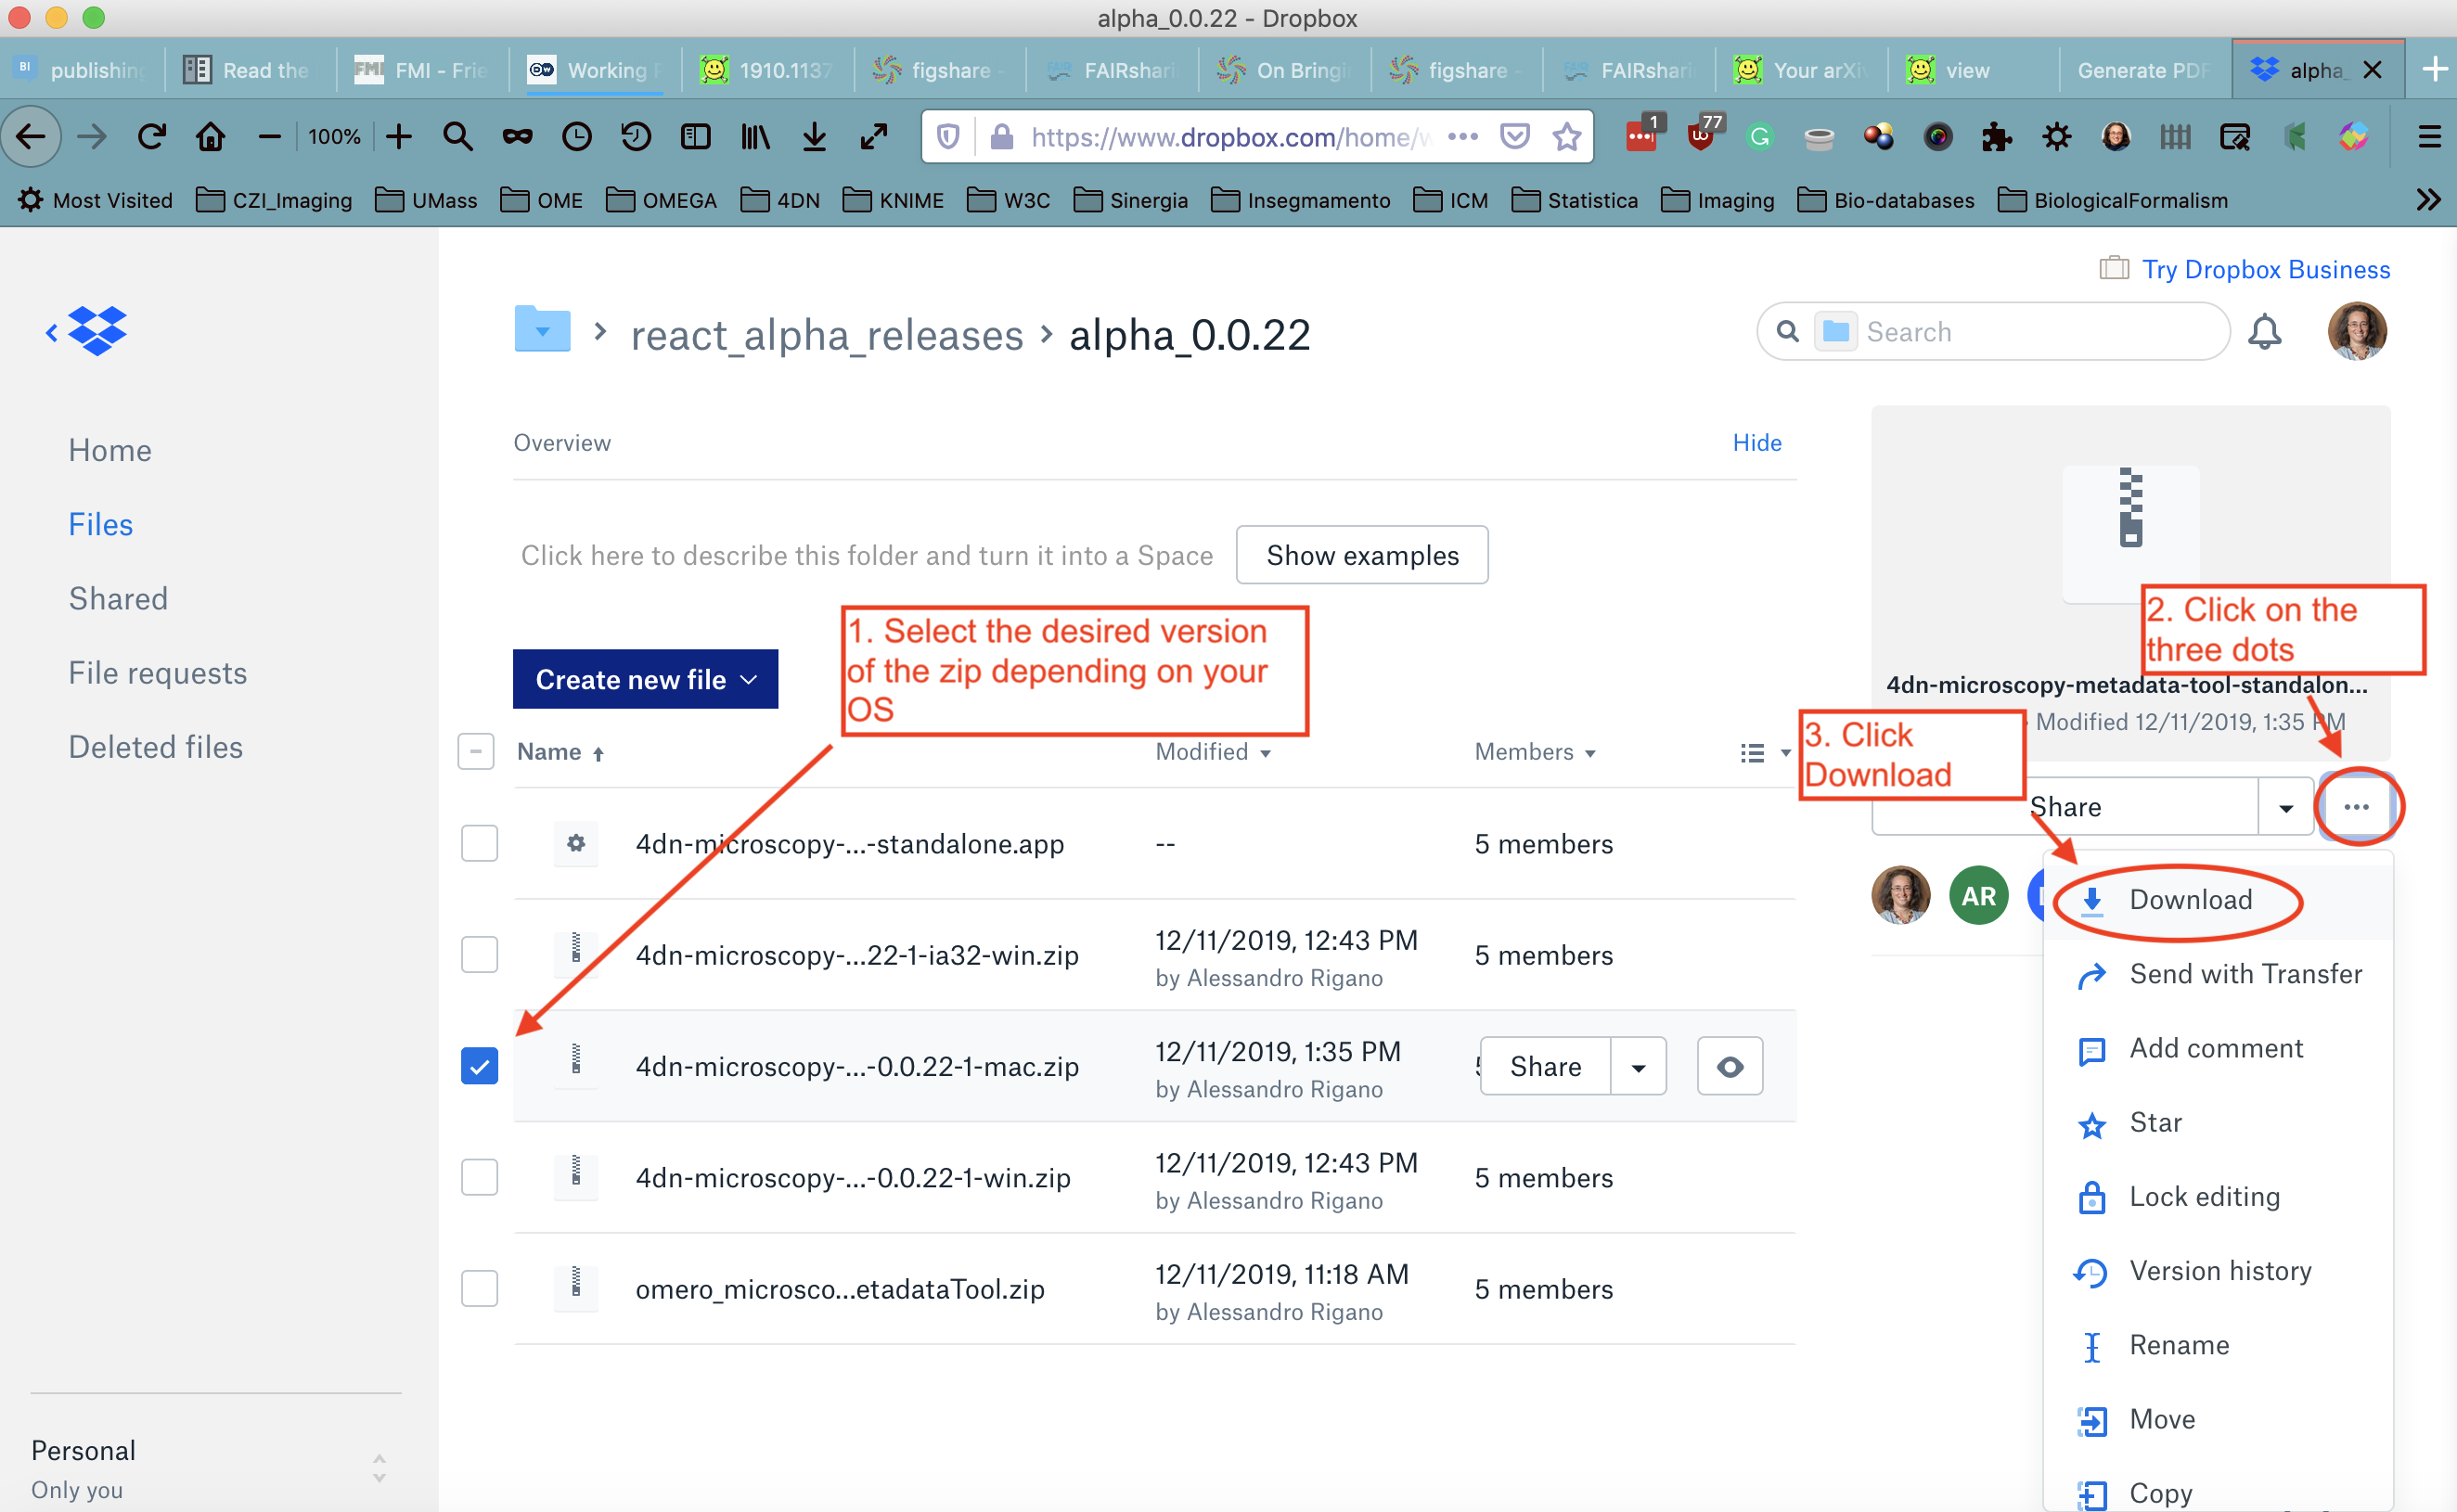 alpha_0.0.22 - Dropbox
BI publishing
Read the
FMI FMI - Frie
DW Working
1910.1137
figshare -
FAIR FAIRshari
On Bringi
figshare -
FAIR FAIRshari
Your arXiv
view
Generate PDF
alpha_
100%
https://www.dropbox.com/home/w
1
77
Most Visited
CZI_Imaging
UMass
OME
OMEGA
4DN
KNIME
W3C
Sinergia
Insegmamento
ICM
Statistica
Imaging
Bio-databases
BiologicalFormalism
Try Dropbox Business
react_alpha_releases › alpha_0.0.22
Search
Home
Files
Shared
File requests
Deleted files
Personal
Only you
Overview
Hide
Click here to describe this folder and turn it into a Space
Show examples
Create new file
1. Select the desired version
of the zip depending on your
OS
Name
Modified
Members
4dn-microscopy-...-standalone.app
--
5 members
4dn-microscopy-...22-1-ia32-win.zip
12/11/2019, 12:43 PM
by Alessandro Rigano
5 members
4dn-microscopy-...-0.0.22-1-mac.zip
12/11/2019, 1:35 PM
by Alessandro Rigano
Share
4dn-microscopy-...-0.0.22-1-win.zip
12/11/2019, 12:43 PM
by Alessandro Rigano
5 members
omero_microsco...etadataTool.zip
12/11/2019, 11:18 AM
by Alessandro Rigano
5 members
2. Click on the
three dots
4dn-microscopy-metadata-tool-standalon...
Modified 12/11/2019, 1:35 PM
3. Click
Download
Share
AR
Download
Send with Transfer
Add comment
Star
Lock editing
Version history
Rename
Move
Copy